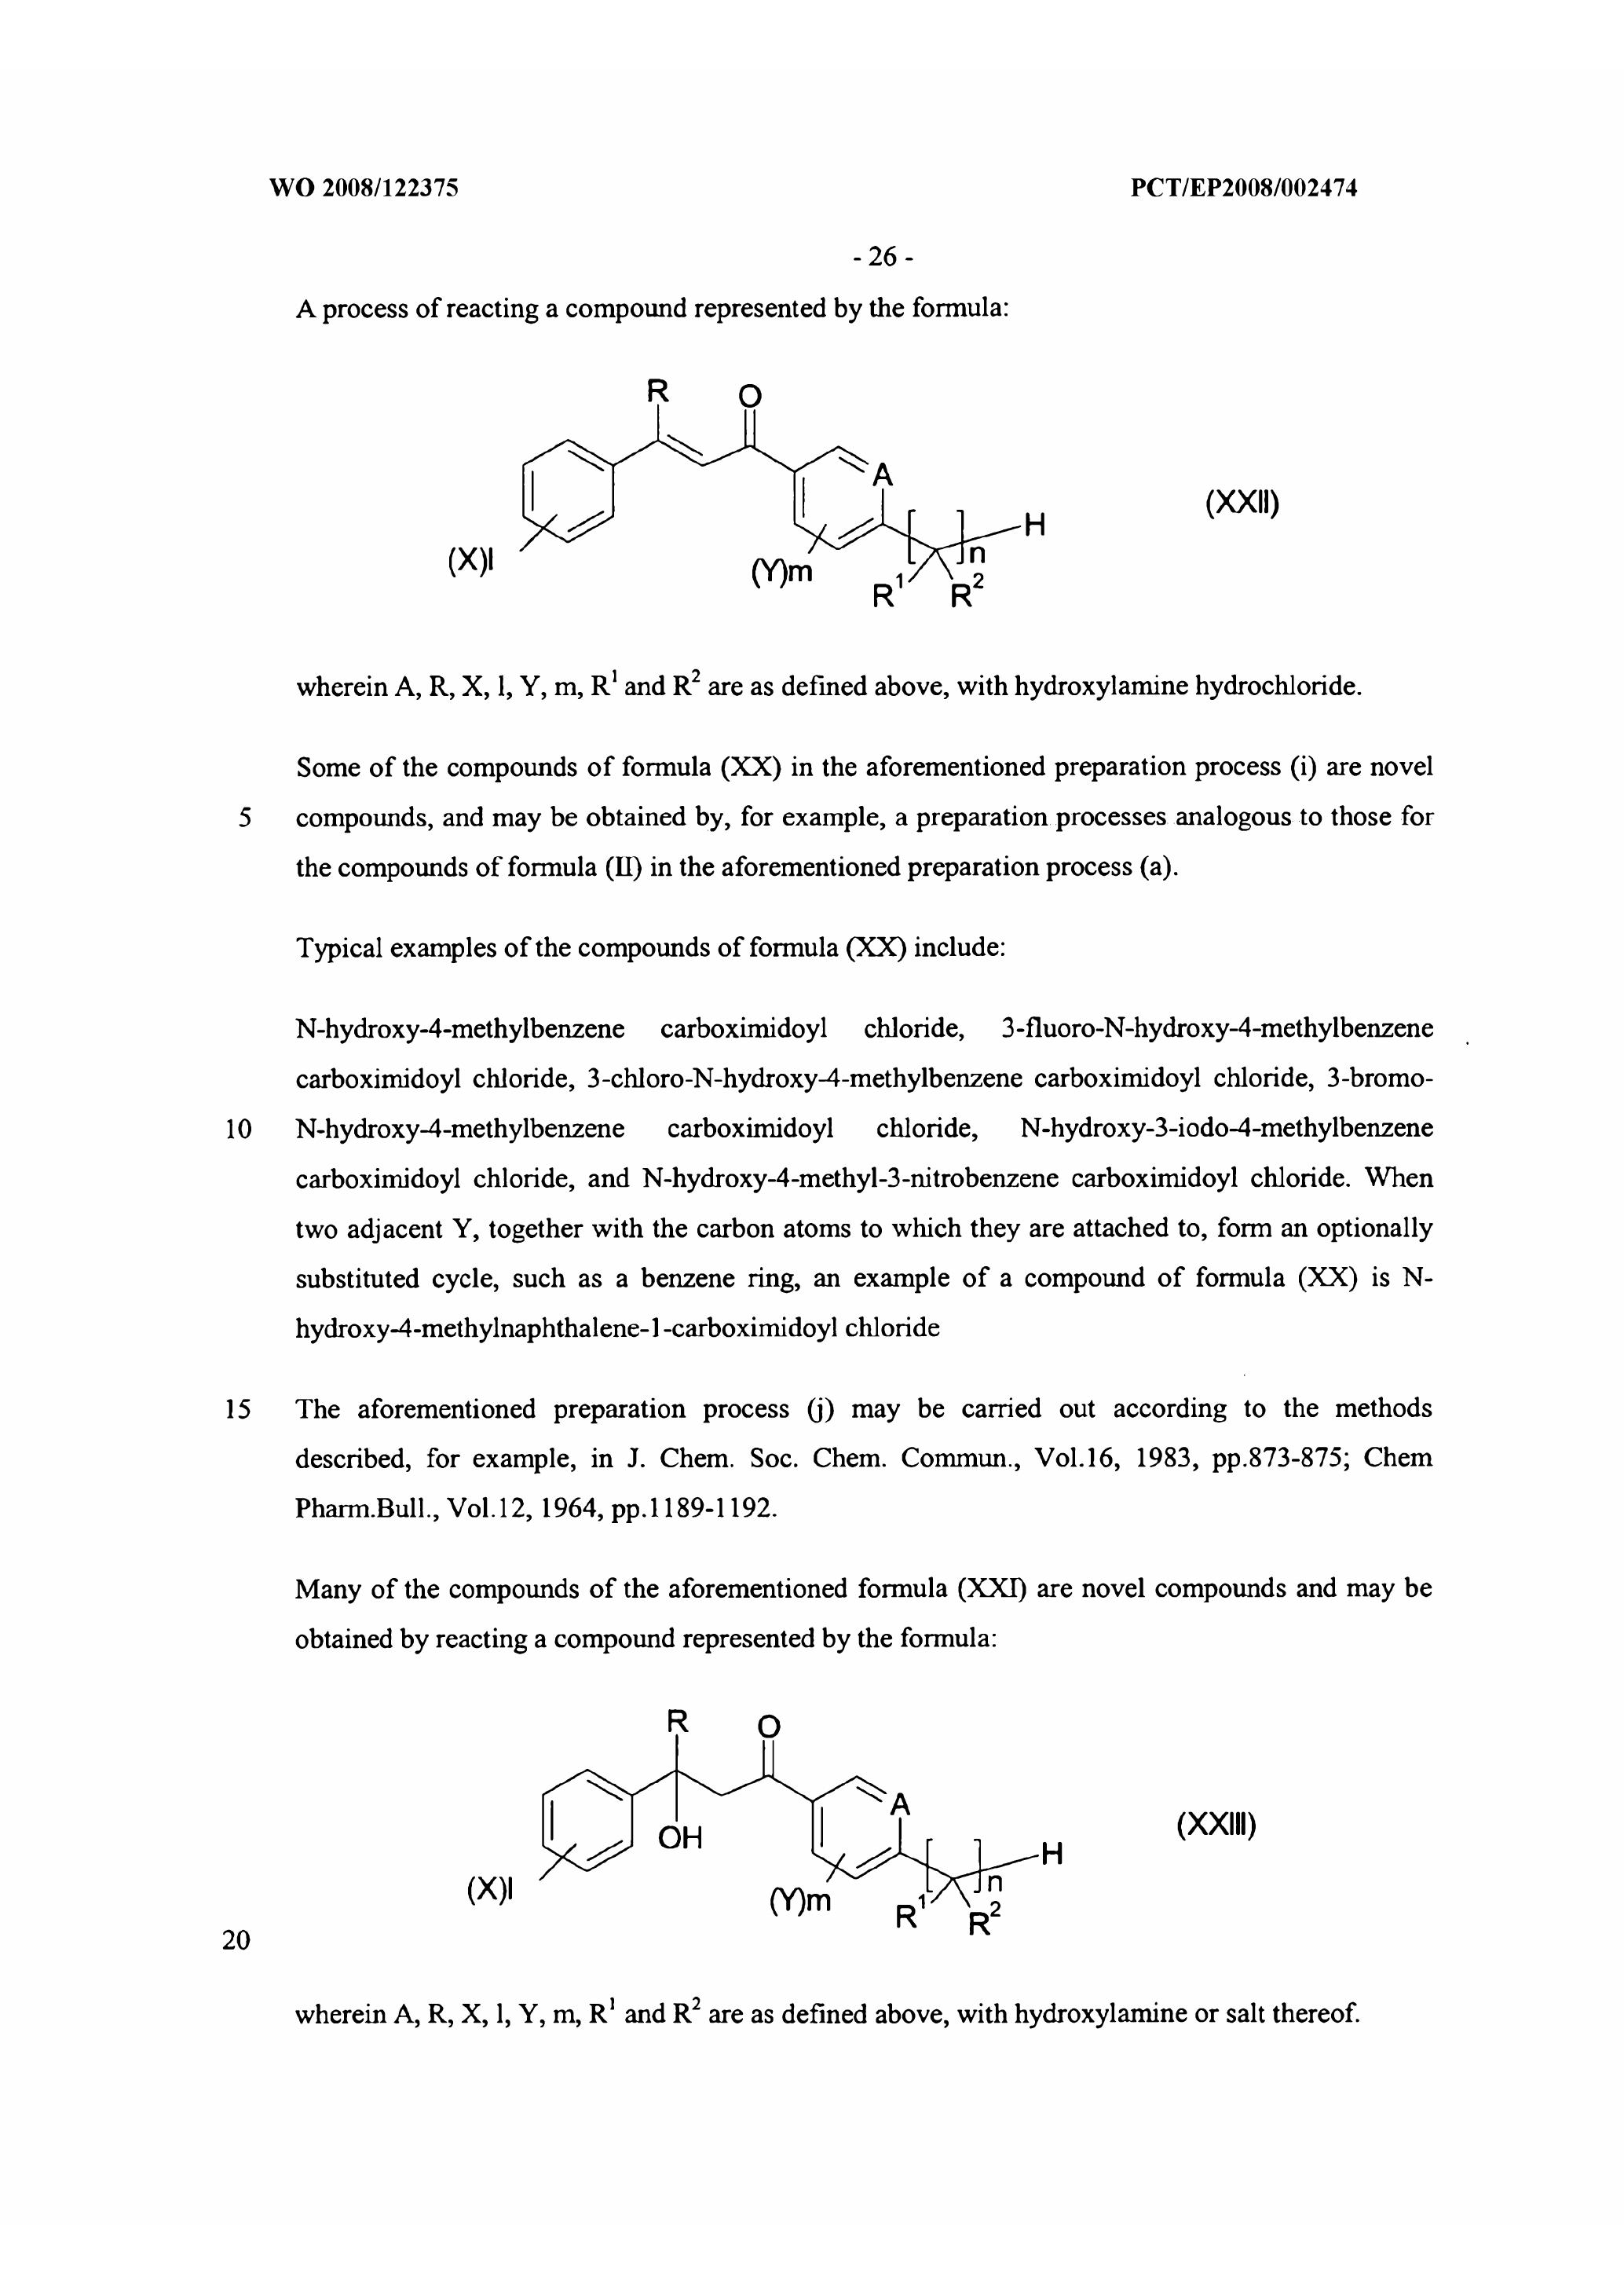 WO 2008/122375 PCT/EP2008/002474
- 26 -
A process of reacting a compound represented by the formula:
R O
A
(XXII)
H
(X)l (Y)m n
R¹ R²
wherein A, R, X, l, Y, m, R¹ and R² are as defined above, with hydroxylamine hydrochloride.
Some of the compounds of formula (XX) in the aforementioned preparation process (i) are novel
5 compounds, and may be obtained by, for example, a preparation processes analogous to those for
the compounds of formula (II) in the aforementioned preparation process (a).
Typical examples of the compounds of formula (XX) include:
N-hydroxy-4-methylbenzene carboximidoyl chloride, 3-fluoro-N-hydroxy-4-methylbenzene
carboximidoyl chloride, 3-chloro-N-hydroxy-4-methylbenzene carboximidoyl chloride, 3-bromo-
10 N-hydroxy-4-methylbenzene carboximidoyl chloride, N-hydroxy-3-iodo-4-methylbenzene
carboximidoyl chloride, and N-hydroxy-4-methyl-3-nitrobenzene carboximidoyl chloride. When
two adjacent Y, together with the carbon atoms to which they are attached to, form an optionally
substituted cycle, such as a benzene ring, an example of a compound of formula (XX) is N-
hydroxy-4-methylnaphthalene-1-carboximidoyl chloride
15 The aforementioned preparation process (j) may be carried out according to the methods
described, for example, in J. Chem. Soc. Chem. Commun., Vol.16, 1983, pp.873-875; Chem
Pharm.Bull., Vol.12, 1964, pp.1189-1192.
Many of the compounds of the aforementioned formula (XXI) are novel compounds and may be
obtained by reacting a compound represented by the formula:
R O
A
(XXIII)
OH H
(X)l (Y)m n
R¹ R²
20
wherein A, R, X, l, Y, m, R¹ and R² are as defined above, with hydroxylamine or salt thereof.